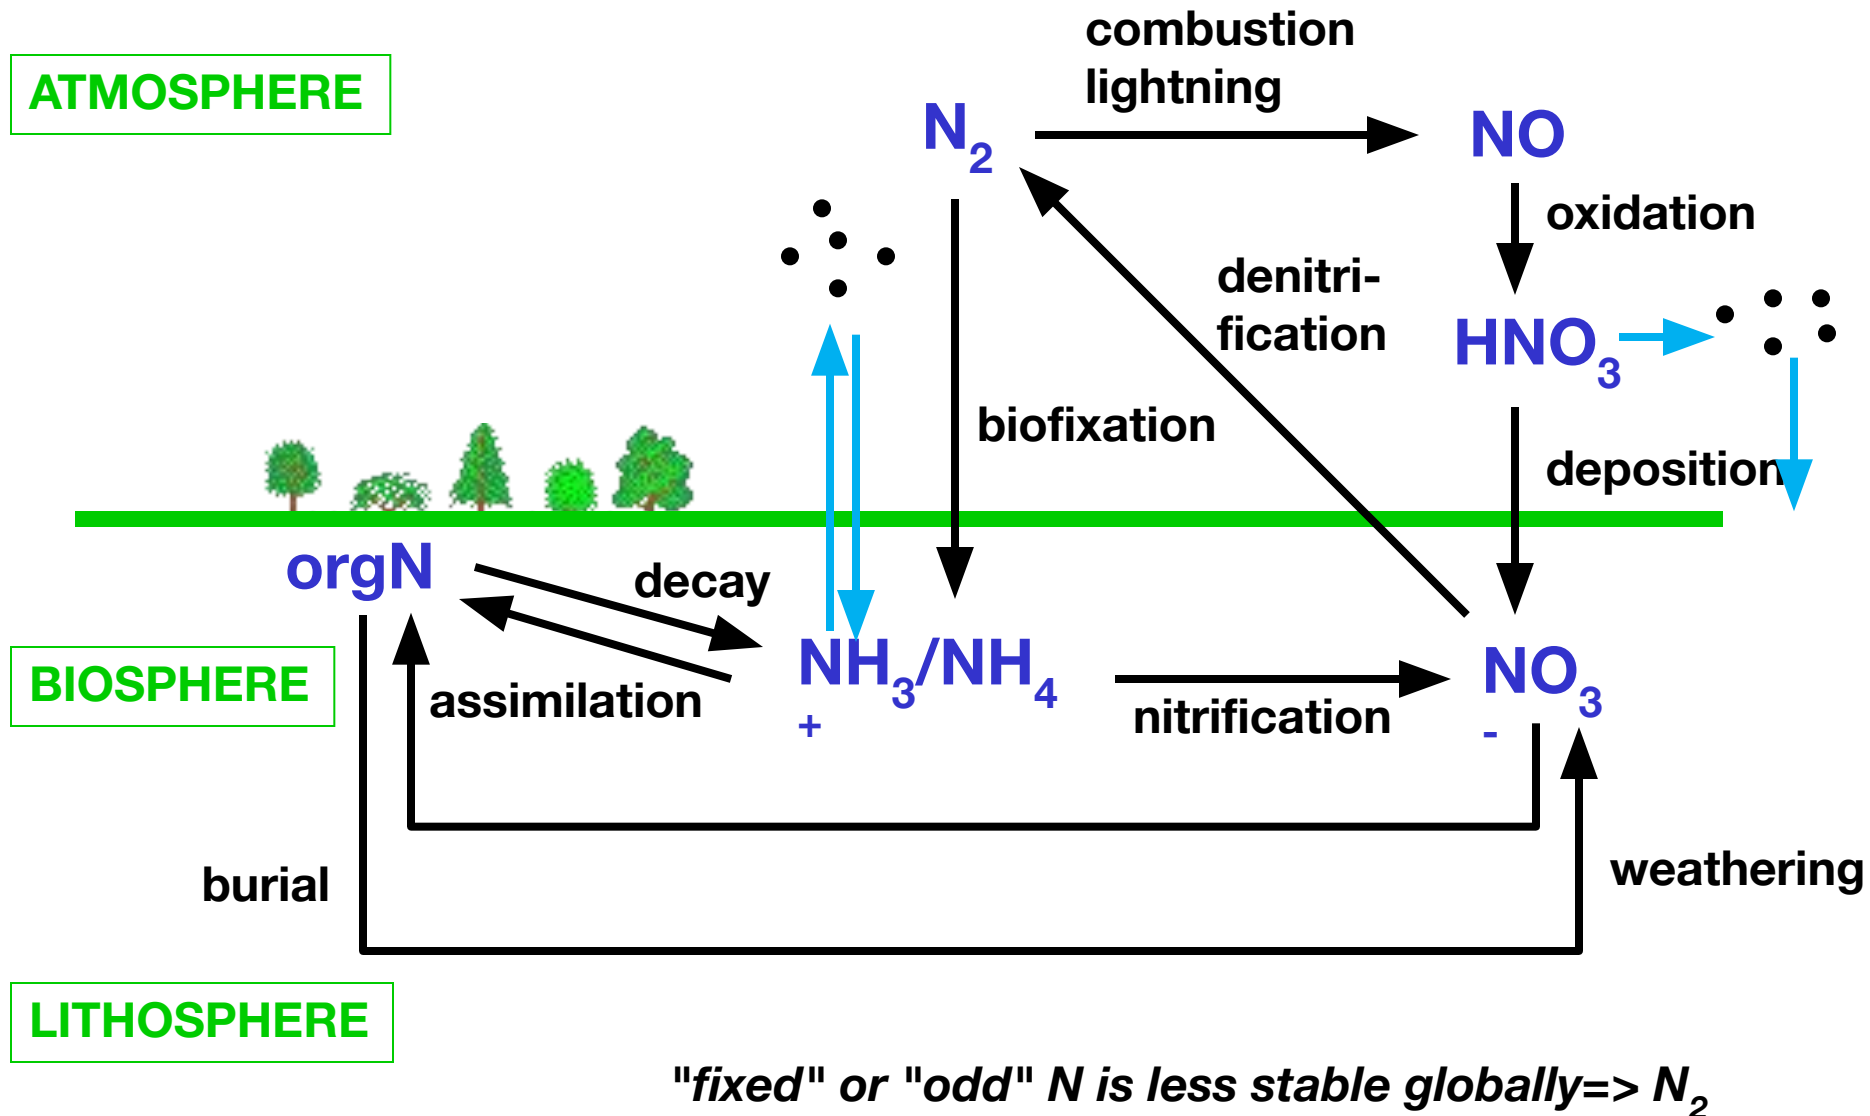 combustion
lightning
ATMOSPHERE
N2
NO
oxidation
denitri-
fication
HNO3
biofixation
deposition
orgN
decay
BIOSPHERE
NH3/NH4
+
assimilation
nitrification
NO3
-
burial
weathering
LITHOSPHERE
"fixed" or "odd" N is less stable globally=> N2